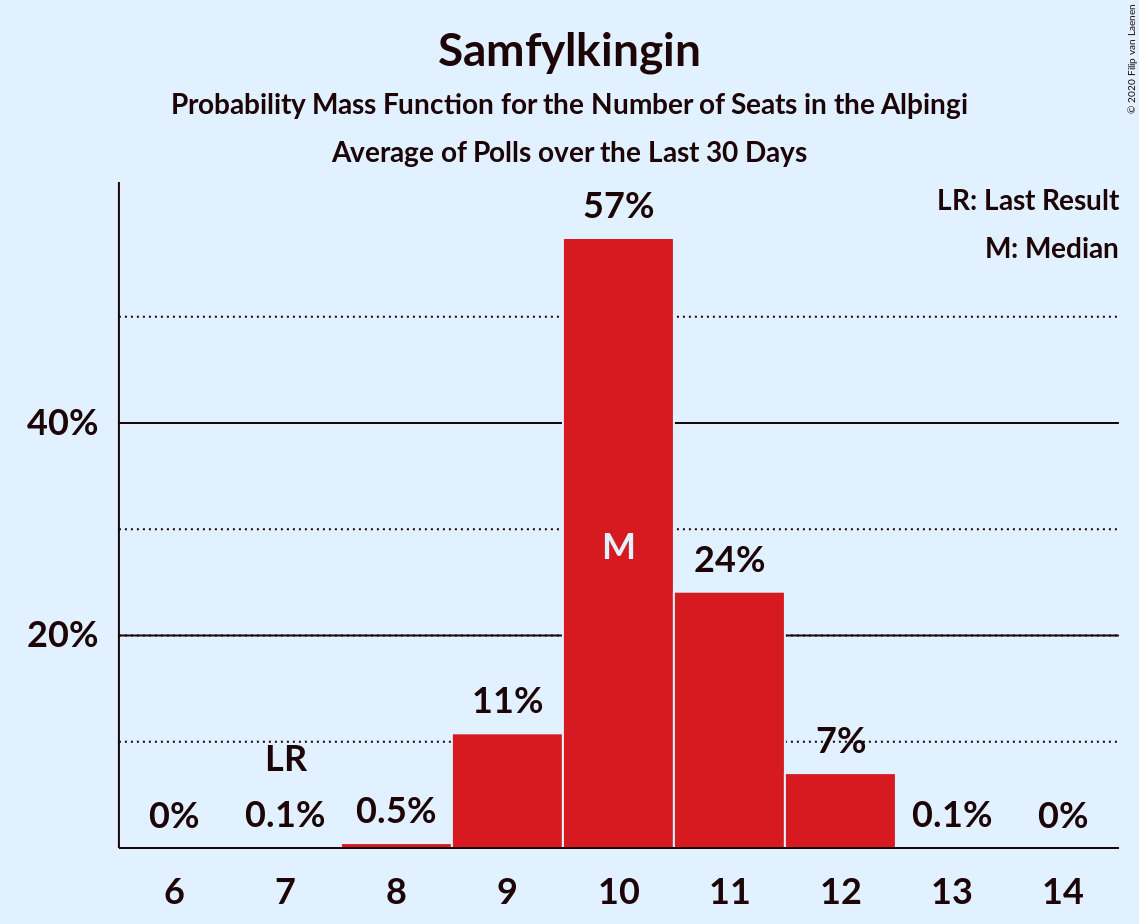 Samfylkingin
Probability Mass Function for the Number of Seats in the Alþingi
Average of Polls over the Last 30 Days
© 2020 Filip van Laenen
LR: Last Result
M: Median
57%
40%
M
24%
20%
11%
7%
LR
0% 0.1% 0.5% 0.1% 0%
6 7 8 9 10 11 12 13 14